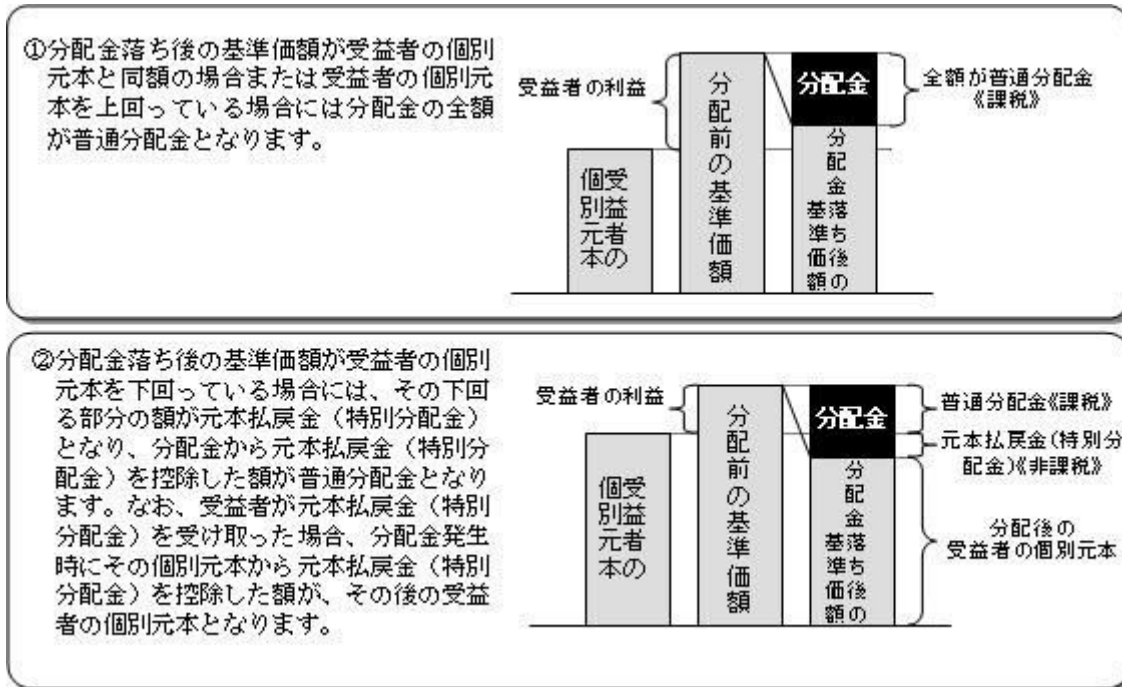 ①分配金落ち後の基準価額が受益者の個別
元本と同額の場合または受益者の個別元
本を上回っている場合には分配金の全額
が普通分配金となります。
受益者の利益
分配前の基準価額
分配金
全額が普通分配金
《課税》
受益者の
個別元本
分配金落ち後の
基準価額
②分配金落ち後の基準価額が受益者の個別
元本を下回っている場合には、その下回
る部分の額が元本払戻金（特別分配金）
となり、分配金から元本払戻金（特別分
配金）を控除した額が普通分配金となり
ます。なお、受益者が元本払戻金（特別
分配金）を受け取った場合、分配金発生
時にその個別元本から元本払戻金（特別
分配金）を控除した額が、その後の受益
者の個別元本となります。
受益者の利益
分配前の基準価額
分配金
普通分配金《課税》
元本払戻金(特別分
配金)《非課税》
受益者の
個別元本
分配金落ち後の
基準価額
分配後の
受益者の個別元本